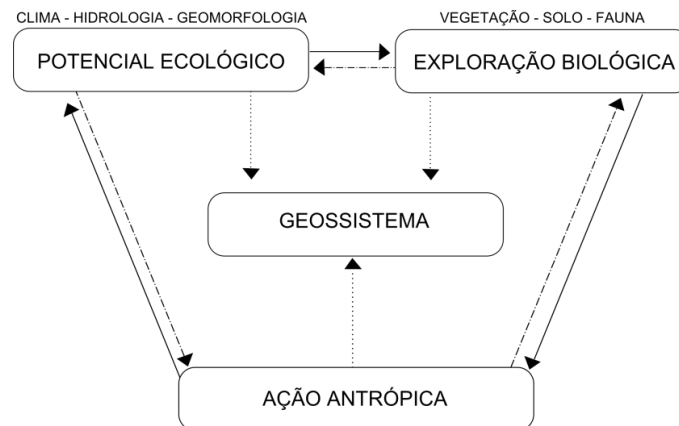 CLIMA - HIDROLOGIA - GEOMORFOLOGIA
VEGETAÇÃO - SOLO - FAUNA
POTENCIAL ECOLÓGICO
EXPLORAÇÃO BIOLÓGICA
GEOSSISTEMA
AÇÃO ANTRÓPICA